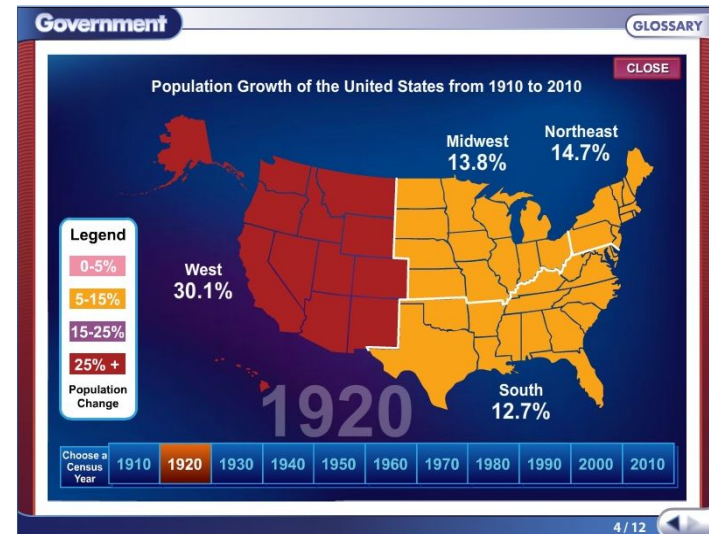 Government
GLOSSARY
CLOSE
Population Growth of the United States from 1910 to 2010
Midwest
13.8%
Northeast
14.7%
West
30.1%
South
12.7%
Legend
0-5%
5-15%
15-25%
25% +
Population
Change
1920
Choose a
Census
Year
1910 1920 1930 1940 1950 1960 1970 1980 1990 2000 2010
4 / 12